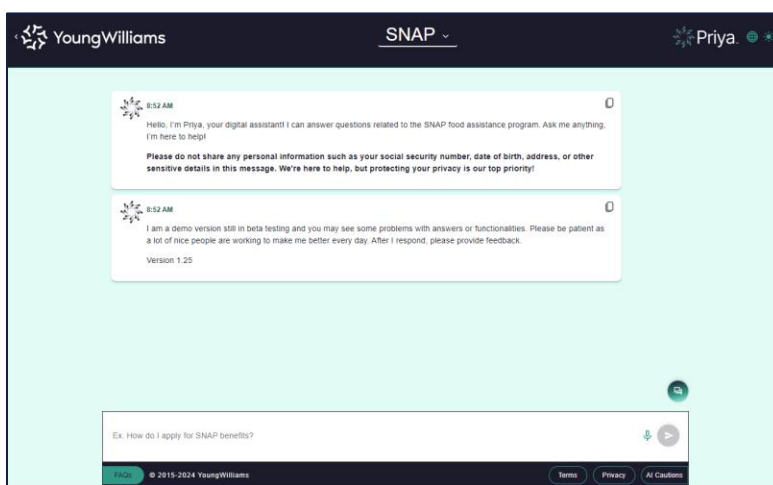 YoungWilliams
SNAP
Priya.
8:52 AM
Hello, I'm Priya, your digital assistant! I can answer questions related to the SNAP food assistance program. Ask me anything,
I'm here to help!
Please do not share any personal information such as your social security number, date of birth, address, or other
sensitive details in this message. We're here to help, but protecting your privacy is our top priority!
8:52 AM
I am a demo version still in beta testing and you may see some problems with answers or functionalities. Please be patient as
a lot of nice people are working to make me better every day. After I respond, please provide feedback.
Version 1.25
Ex. How do I apply for SNAP benefits?
FAQs
© 2015-2024 YoungWilliams
Terms
Privacy
AI Cautions